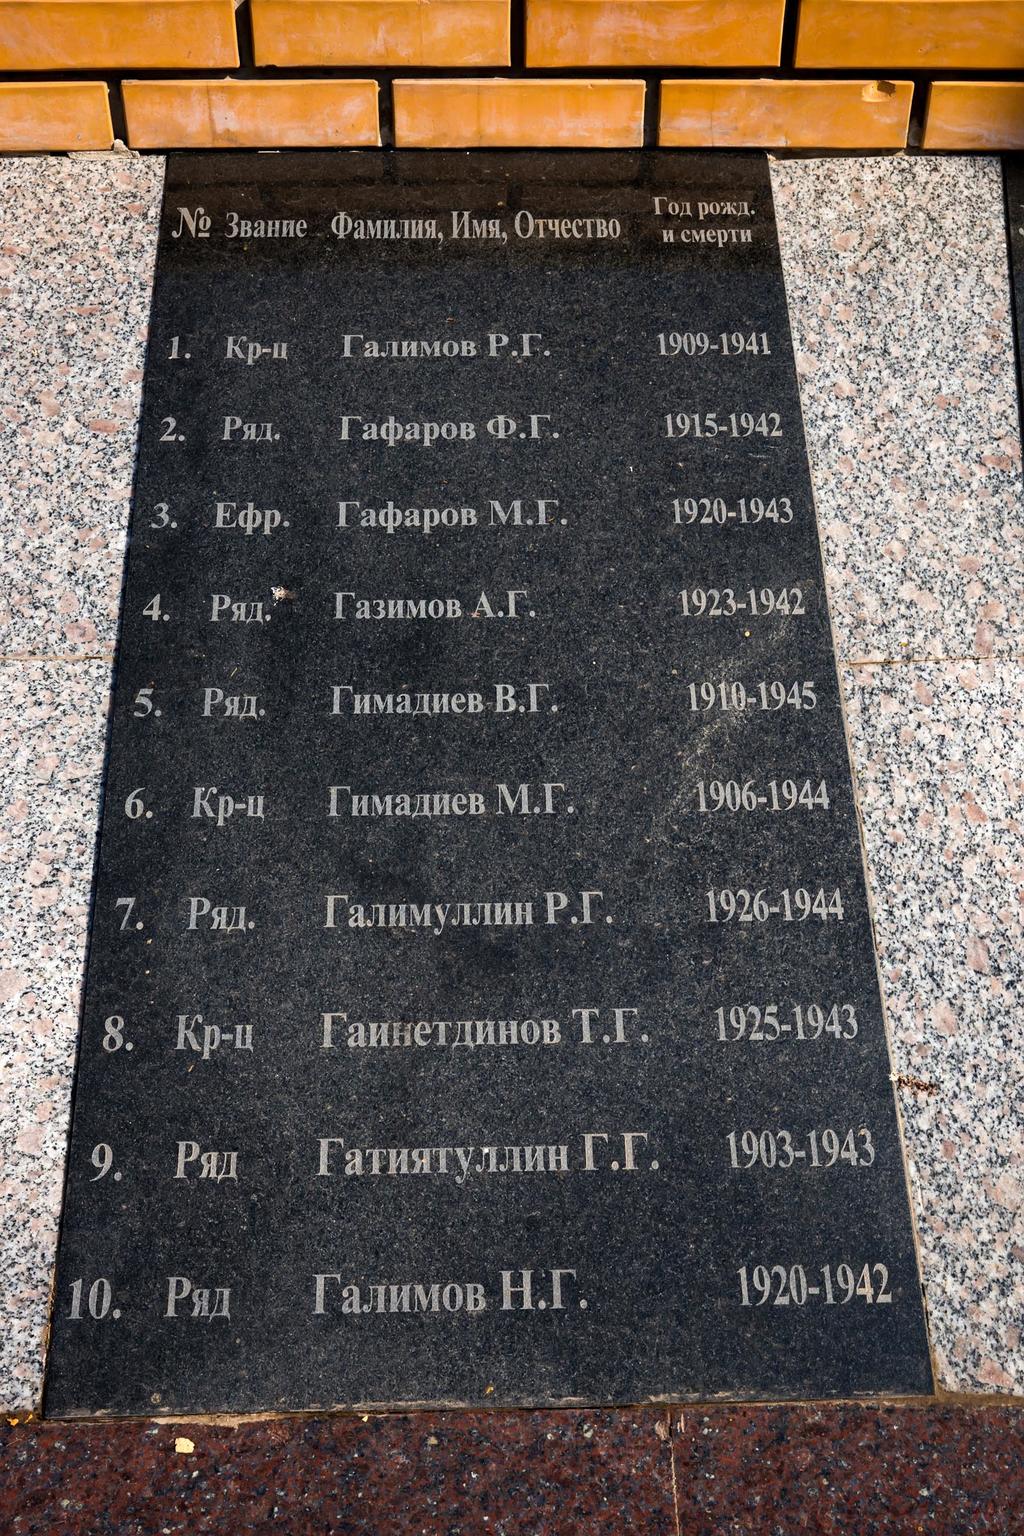 № Звание Фамилия, Имя, Отчество Год рожд. и смерти
1. Кр-ц Галимов Р.Г. 1909-1941
2. Ряд. Гафаров Ф.Г. 1915-1942
3. Ефр. Гафаров М.Г. 1920-1943
4. Ряд. Газимов А.Г. 1923-1942
5. Ряд. Гимадиев В.Г. 1910-1945
6. Кр-ц Гимадиев М.Г. 1906-1944
7. Ряд. Галимуллин Р.Г. 1926-1944
8. Кр-ц Гаинетдинов Т.Г. 1925-1943
9. Ряд Гатиятуллин Г.Г. 1903-1943
10. Ряд Галимов Н.Г. 1920-1942